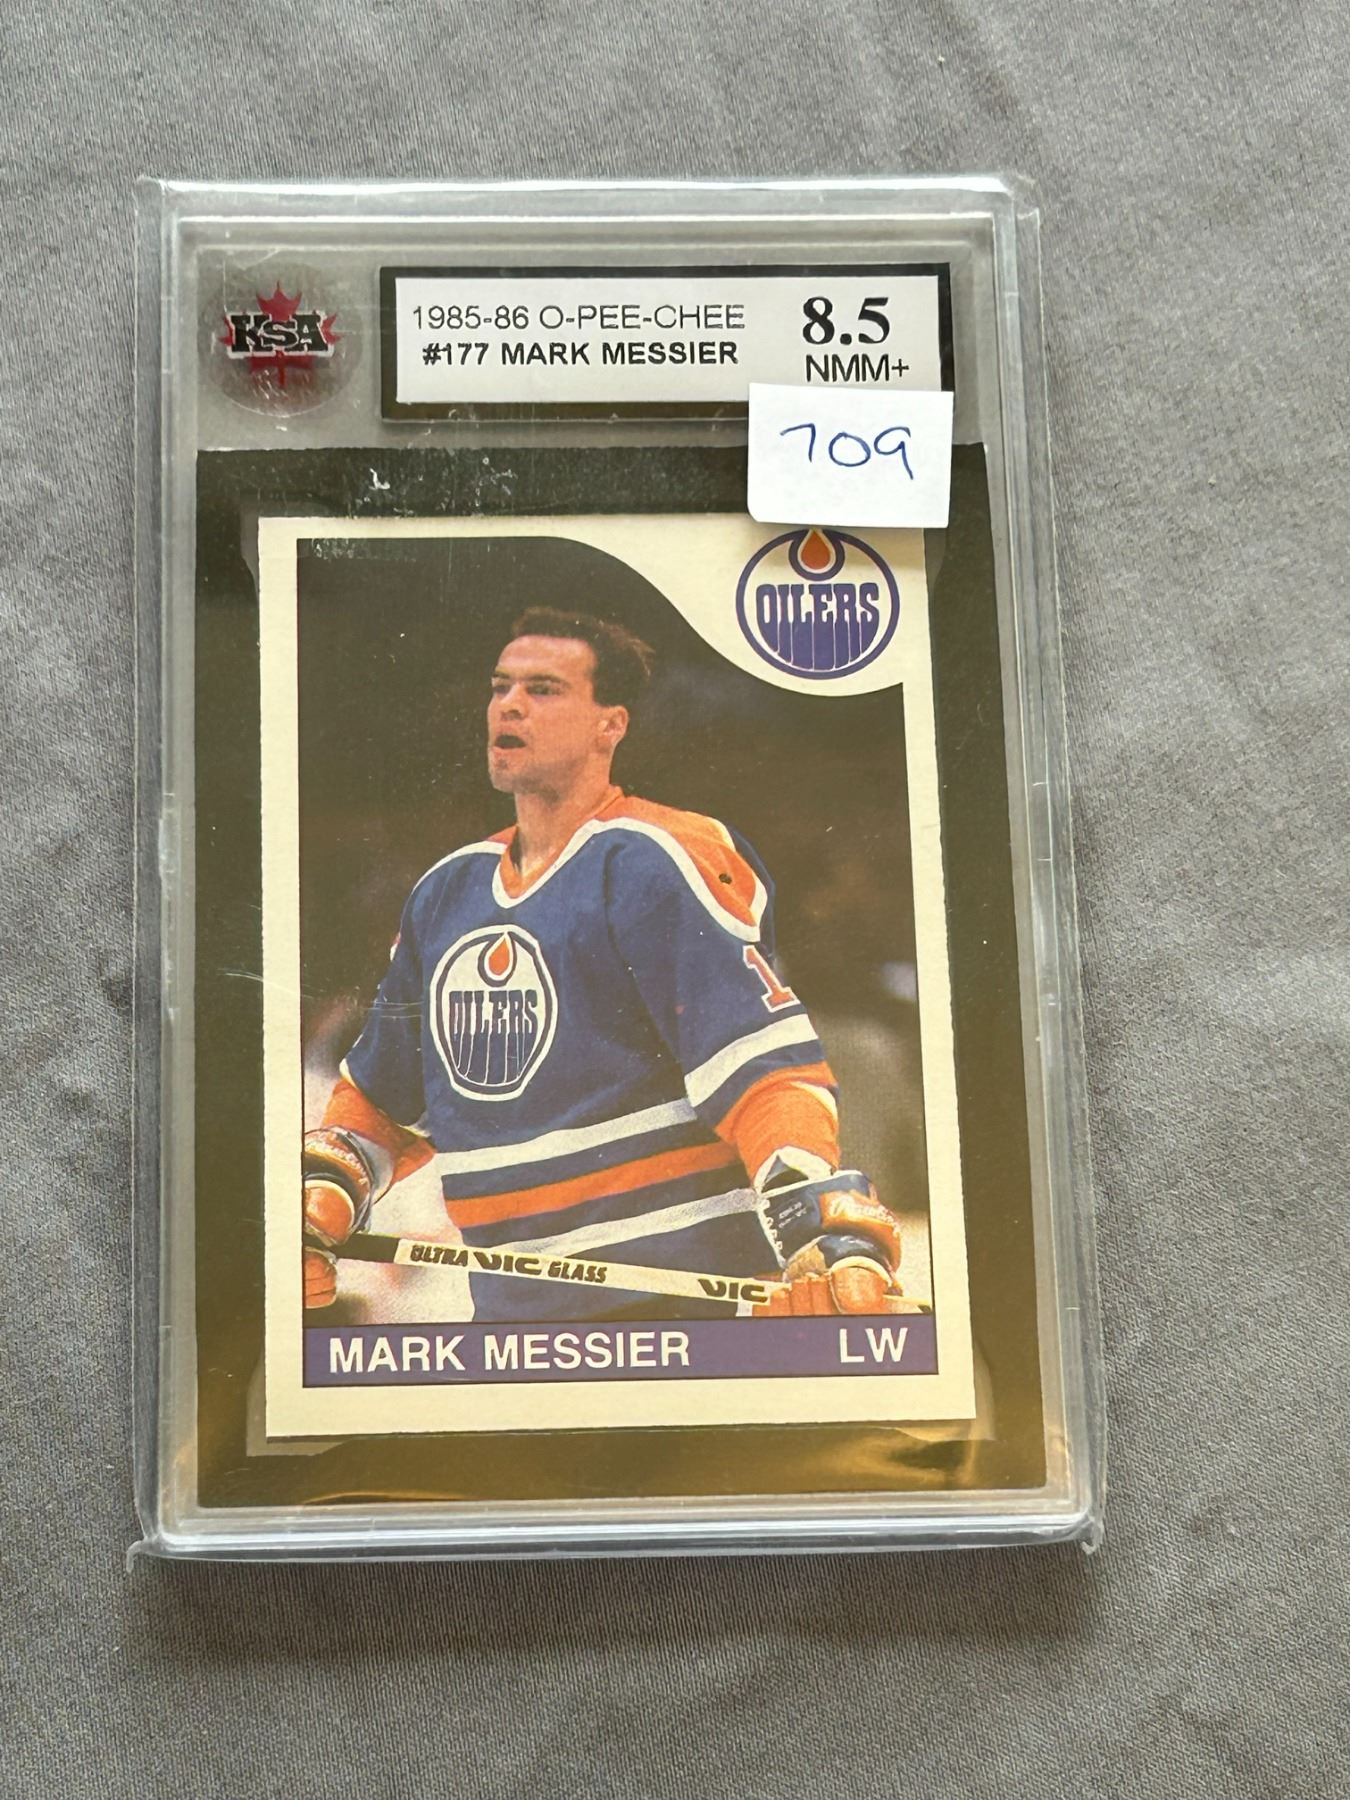 KSA
1985-86 O-PEE-CHEE
#177 MARK MESSIER
8.5
NMM+
709
OILERS
1
OILERS
ULTRA VIC GLASS
VIC
MARK MESSIER LW